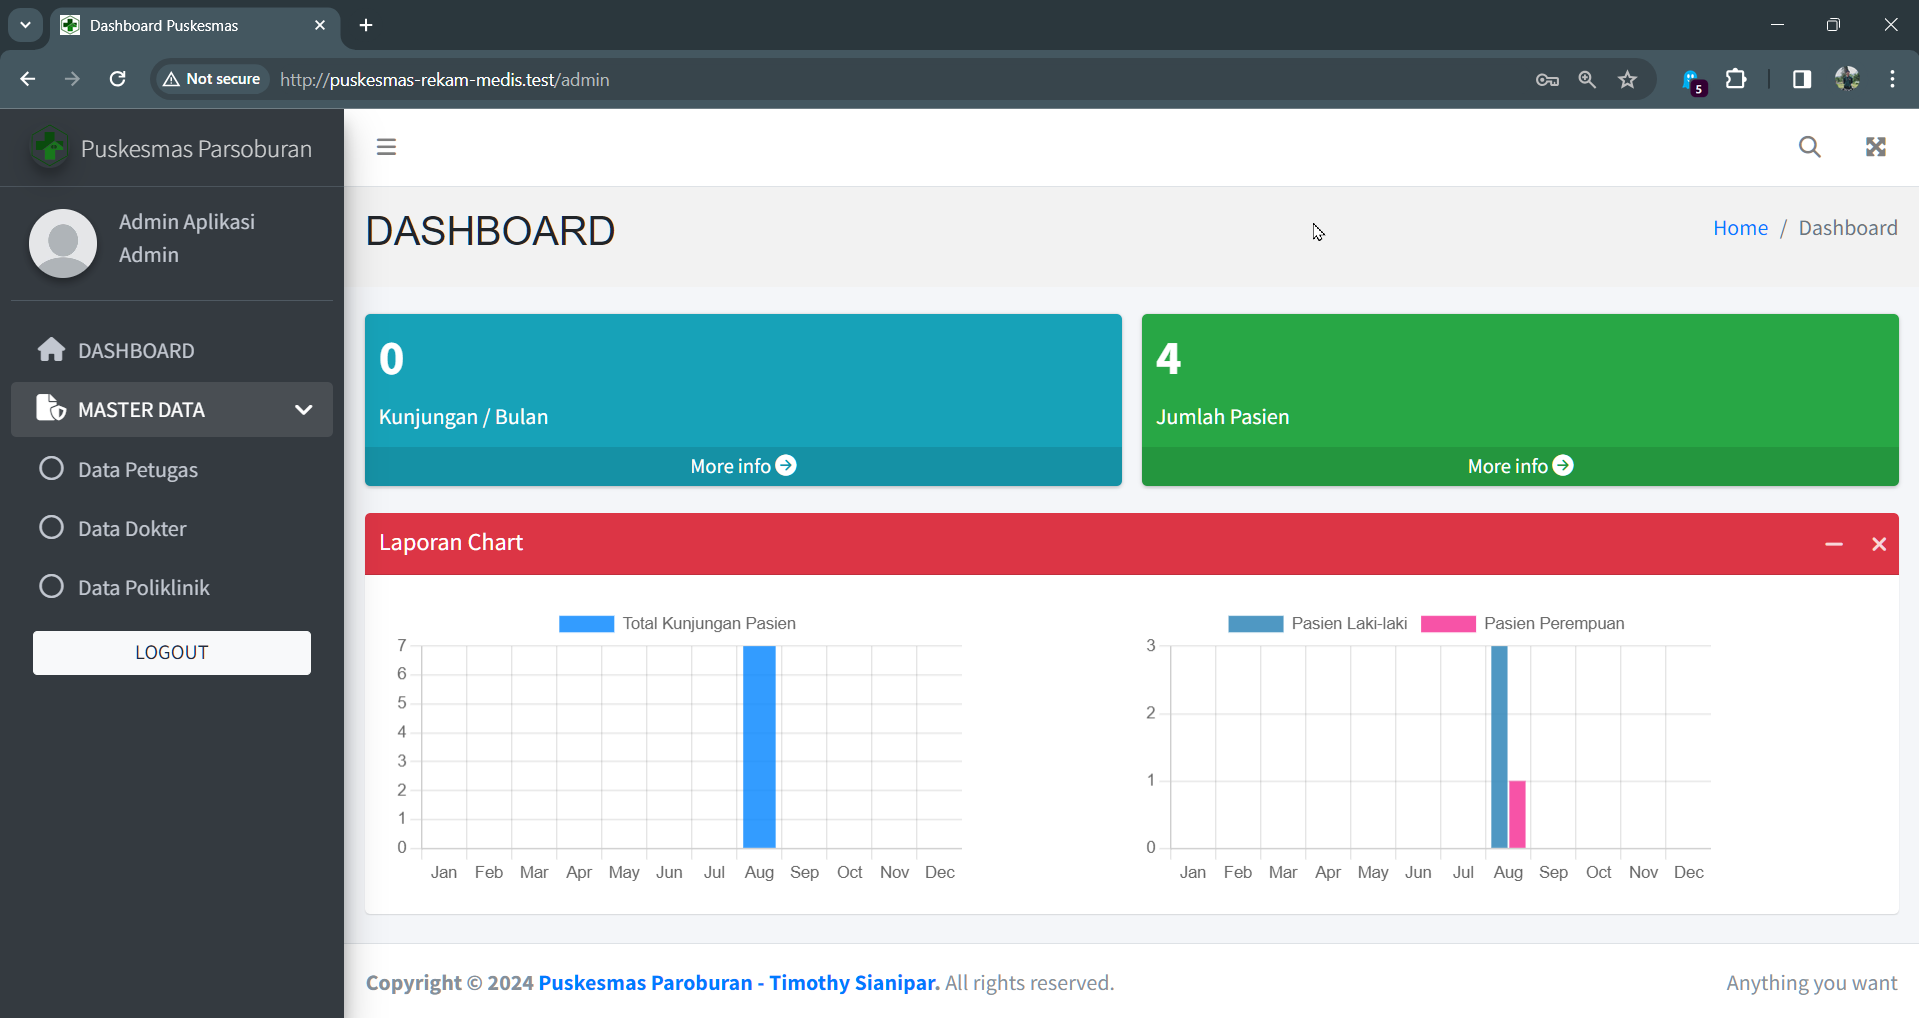 Dashboard Puskesmas
Not secure
http://puskesmas-rekam-medis.test/admin
5
Puskesmas Parsoburan
Admin Aplikasi
Admin
DASHBOARD
MASTER DATA
Data Petugas
Data Dokter
Data Poliklinik
LOGOUT
DASHBOARD
Home / Dashboard
0
Kunjungan / Bulan
More info
4
Jumlah Pasien
More info
Laporan Chart
Total Kunjungan Pasien
7
6
5
4
3
2
1
0
Jan Feb Mar Apr May Jun Jul Aug Sep Oct Nov Dec
Pasien Laki-laki Pasien Perempuan
3
2
1
0
Jan Feb Mar Apr May Jun Jul Aug Sep Oct Nov Dec
Copyright © 2024 Puskesmas Paroburan - Timothy Sianipar. All rights reserved.
Anything you want